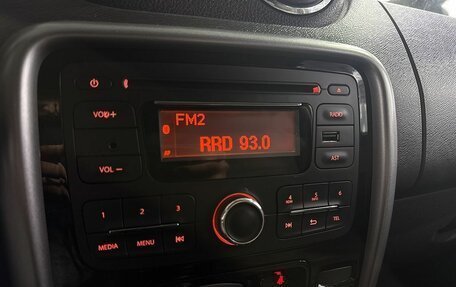 VOL +
FM2
RRD 93.0
RADIO
AST
VOL -
1 2 3
4 5 6
MEDIA MENU
TEL